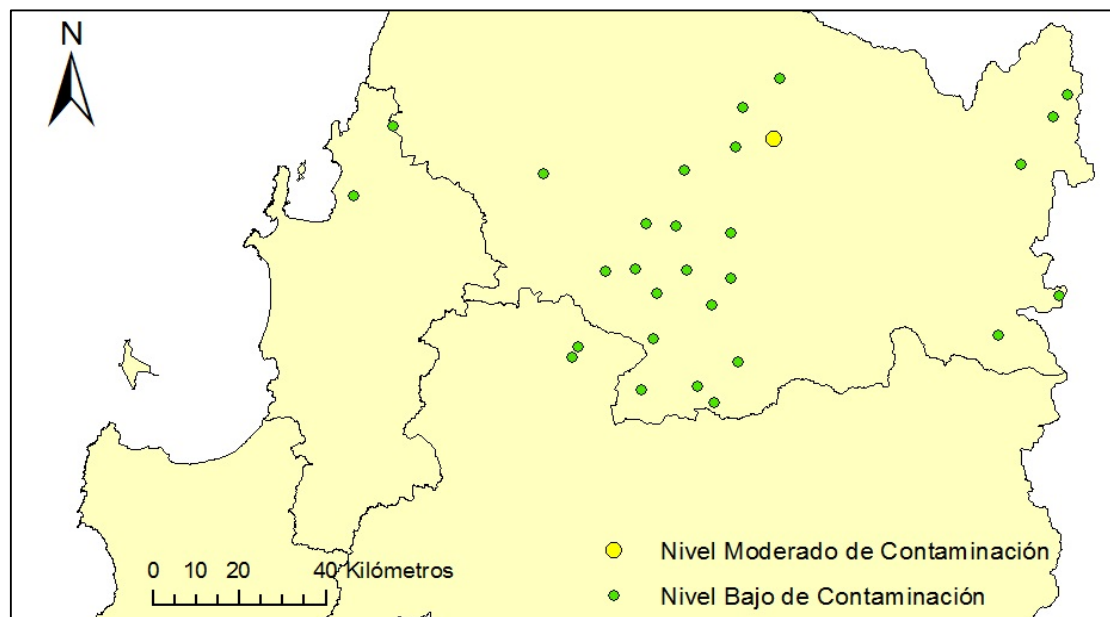 N
Nivel Moderado de Contaminación
0 10 20 40 Kilómetros
Nivel Bajo de Contaminación